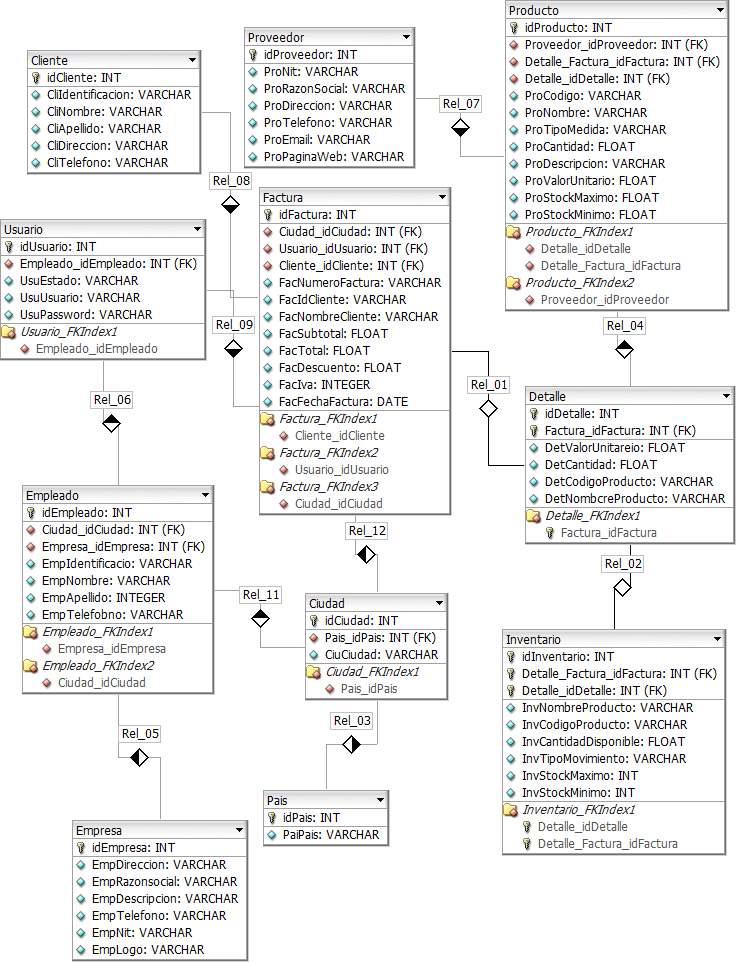 Cliente
idCliente: INT
CliIdentificacion: VARCHAR
CliNombre: VARCHAR
CliApellido: VARCHAR
CliDireccion: VARCHAR
CliTelefono: VARCHAR
Proveedor
idProveedor: INT
ProNit: VARCHAR
ProRazonSocial: VARCHAR
ProDireccion: VARCHAR
ProTelefono: VARCHAR
ProEmail: VARCHAR
ProPaginaWeb: VARCHAR
Rel_07
Producto
idProducto: INT
Proveedor_idProveedor: INT (FK)
Detalle_Factura_idFactura: INT (FK)
Detalle_idDetalle: INT (FK)
ProCodigo: VARCHAR
ProNombre: VARCHAR
ProTipoMedida: VARCHAR
ProCantidad: FLOAT
ProDescripcion: VARCHAR
ProValorUnitario: FLOAT
ProStockMaximo: FLOAT
ProStockMinimo: FLOAT
Producto_FKIndex1
Detalle_idDetalle
Detalle_Factura_idFactura
Producto_FKIndex2
Proveedor_idProveedor
Rel_08
Usuario
idUsuario: INT
Empleado_idEmpleado: INT (FK)
UsuEstado: VARCHAR
UsuUsuario: VARCHAR
UsuPassword: VARCHAR
Usuario_FKIndex1
Empleado_idEmpleado
Rel_09
Factura
idFactura: INT
Ciudad_idCiudad: INT (FK)
Usuario_idUsuario: INT (FK)
Cliente_idCliente: INT (FK)
FacNumeroFactura: VARCHAR
FacIdCliente: VARCHAR
FacNombreCliente: VARCHAR
FacSubtotal: FLOAT
FacTotal: FLOAT
FacDescuento: FLOAT
FacIva: INTEGER
FacFechaFactura: DATE
Factura_FKIndex1
Cliente_idCliente
Factura_FKIndex2
Usuario_idUsuario
Factura_FKIndex3
Ciudad_idCiudad
Rel_04
Rel_01
Rel_06
Detalle
idDetalle: INT
Factura_idFactura: INT (FK)
DetValorUnitareio: FLOAT
DetCantidad: FLOAT
DetCodigoProducto: VARCHAR
DetNombcreProducto: VARCHAR
Detalle_FKIndex1
Factura_idFactura
Empleado
idEmpleado: INT
Ciudad_idCiudad: INT (FK)
Empresa_idEmpresa: INT (FK)
EmpIdentificacio: VARCHAR
EmpNombre: VARCHAR
EmpApellido: INTEGER
EmpTelefobno: VARCHAR
Empleado_FKIndex1
Empresa_idEmpresa
Empleado_FKIndex2
Ciudad_idCiudad
Rel_12
Rel_11
Rel_02
Ciudad
idCiudad: INT
Pais_idPais: INT (FK)
CiuCiudad: VARCHAR
Ciudad_FKIndex1
Pais_idPais
Inventario
idInventario: INT
Detalle_Factura_idFactura: INT (FK)
Detalle_idDetalle: INT (FK)
InvNombreProducto: VARCHAR
InvCodigoProducto: VARCHAR
InvCantidadDisponible: FLOAT
InvTipoMovimiento: VARCHAR
InvStockMaximo: INT
InvStockMinimo: INT
Inventario_FKIndex1
Detalle_idDetalle
Detalle_Factura_idFactura
Rel_05
Rel_03
Pais
idPais: INT
PaiPais: VARCHAR
Empresa
idEmpresa: INT
EmpDireccion: VARCHAR
EmpRazonsocial: VARCHAR
EmpDescripcion: VARCHAR
EmpTelefono: VARCHAR
EmpNit: VARCHAR
EmpLogo: VARCHAR